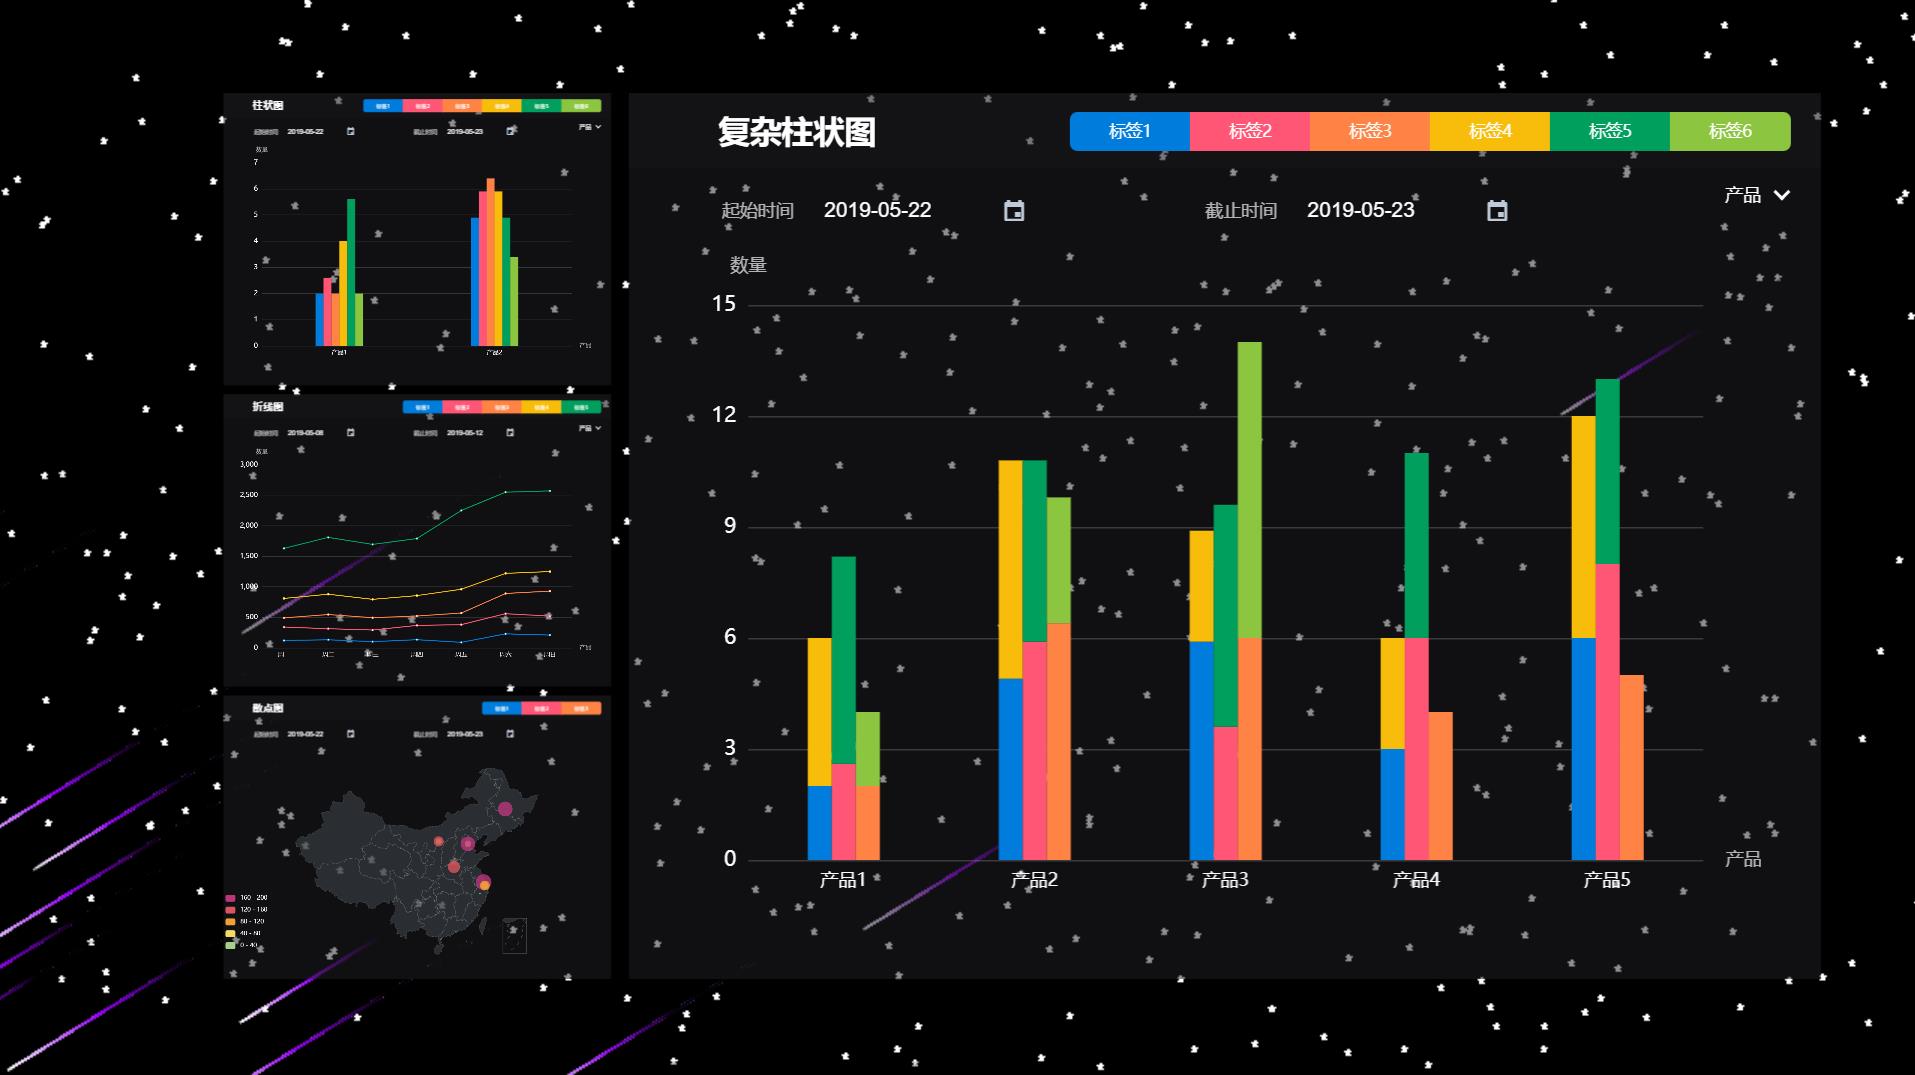 柱状图
标签1 标签2 标签3 标签4 标签5 标签6
起始时间 2019-05-22 截止时间 2019-05-23 产品
数量
7
6
5
4
3
2
1
0
产品1 产品2 产品
折线图
标签1 标签2 标签3 标签4 标签5
起始时间 2019-05-08 截止时间 2019-05-12 产品
数量
3,000
2,500
2,000
1,500
1,000
500
0
周二 周四 周五 产品
散点图
标签1 标签2 标签3
起始时间 2019-05-22 截止时间 2019-05-23
160 - 200
120 - 160
80 - 120
40 - 80
0 - 40
复杂柱状图
标签1 标签2 标签3 标签4 标签5 标签6
产品
起始时间 2019-05-22 截止时间 2019-05-23
数量
15
12
9
6
3
0
产品
产品1 产品2 产品3 产品4 产品5